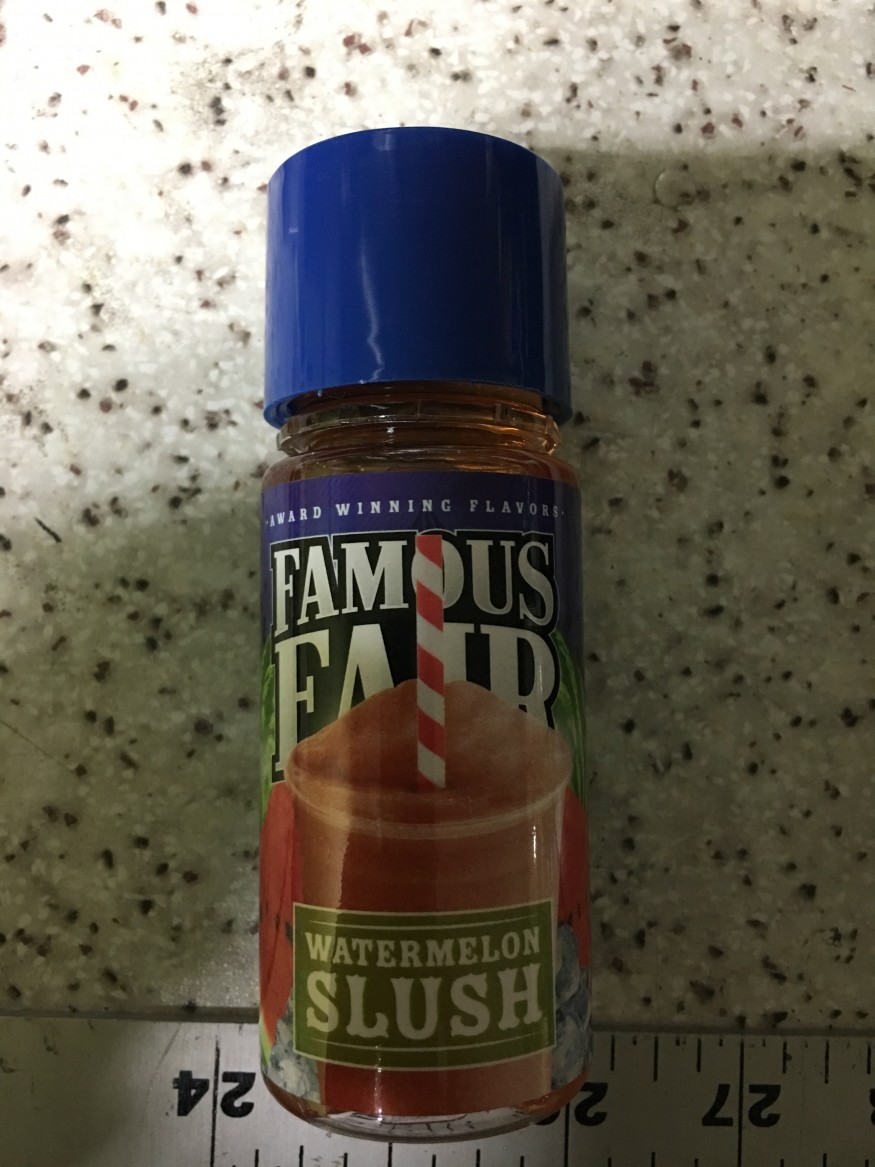 AWARD WINNING FLAVORS
FAMOUS
FAIR
WATERMELON
SLUSH
24
27